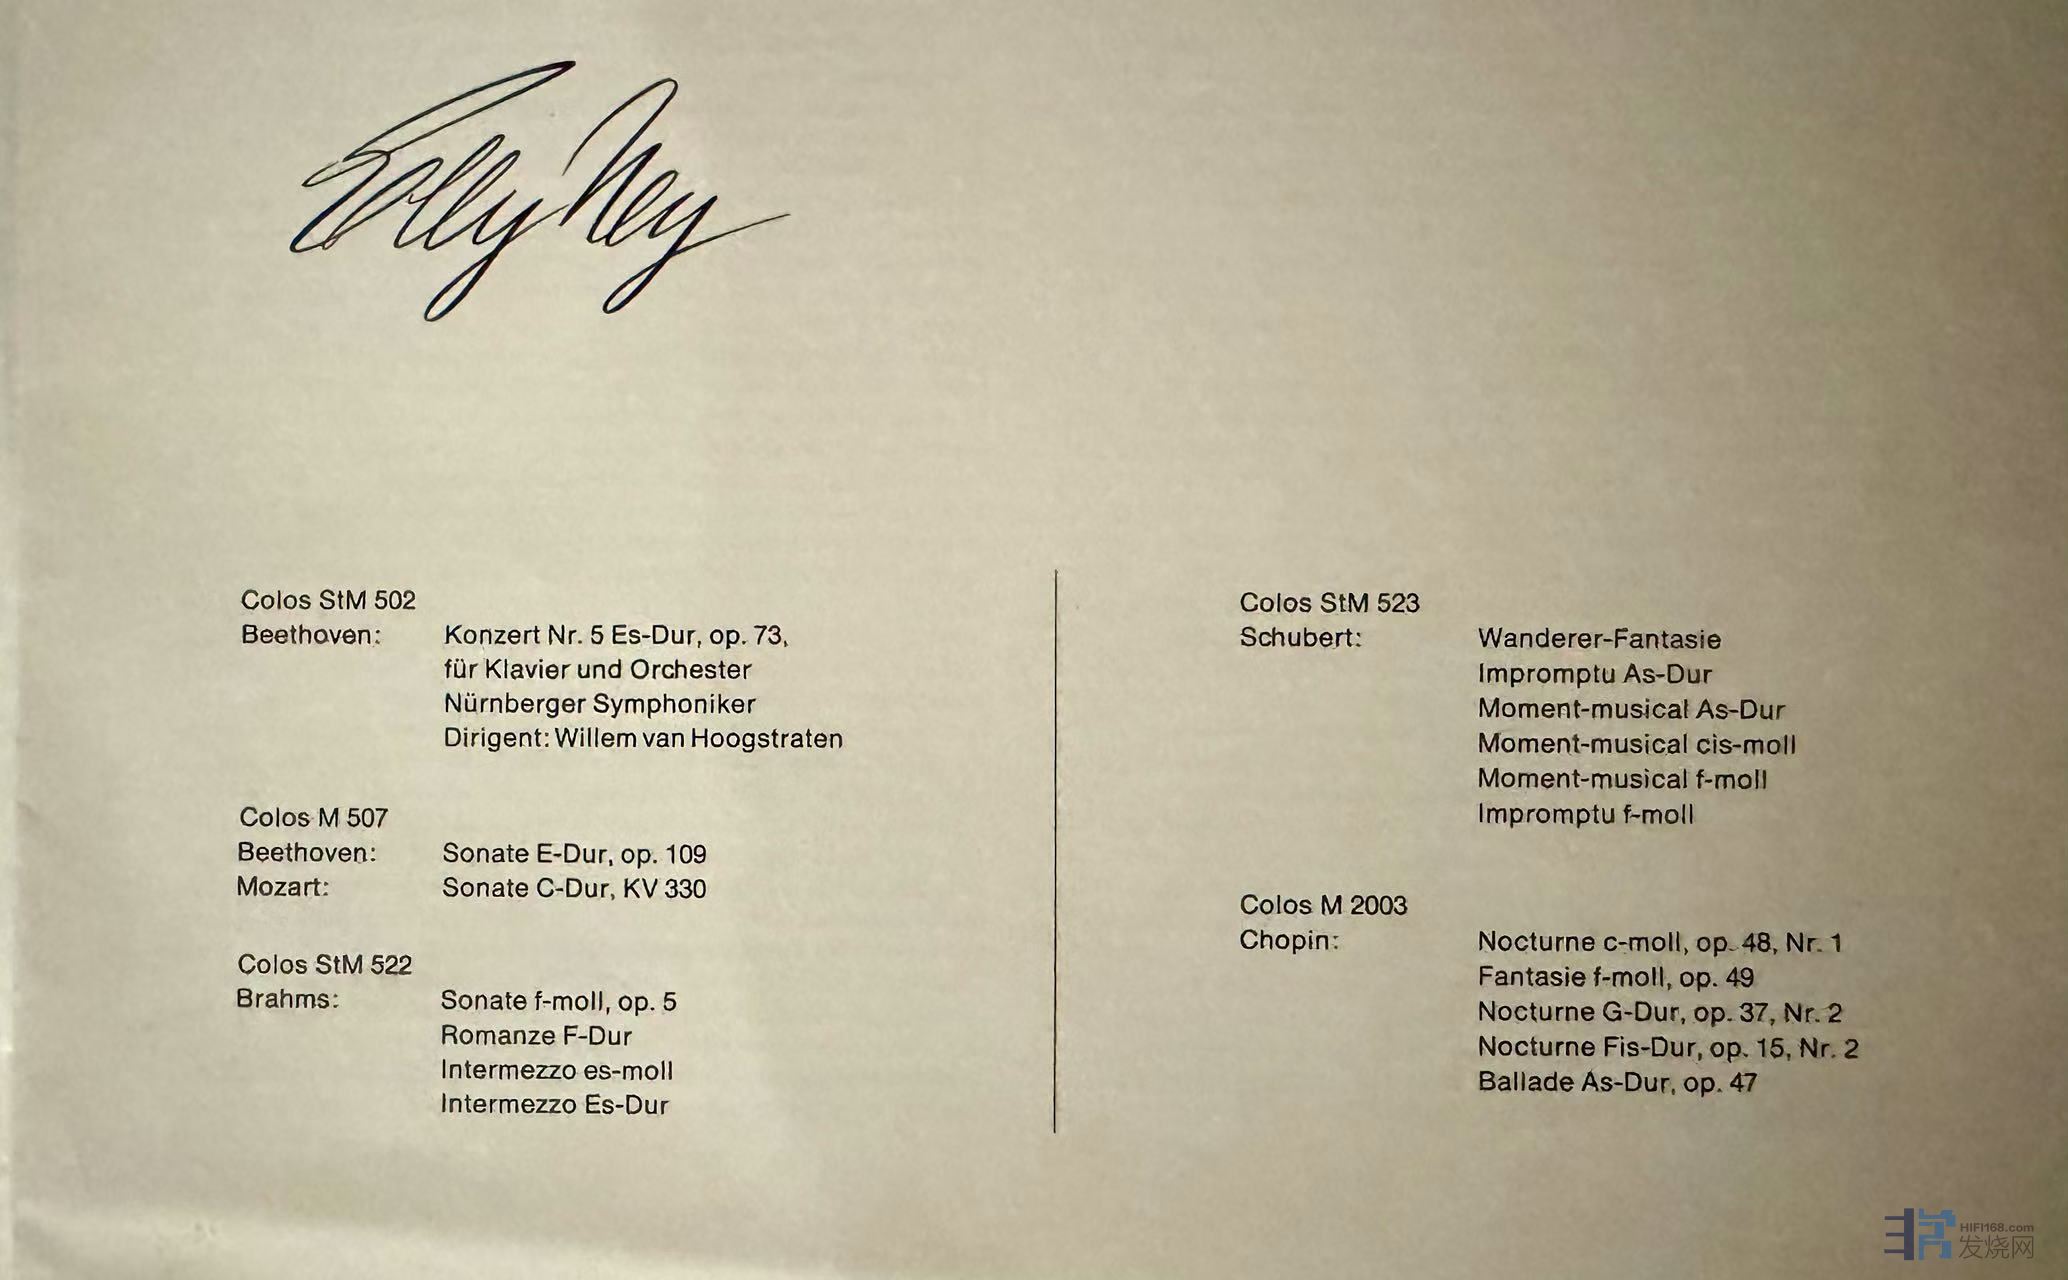 Elly Ney
Colos StM 502
Beethoven: Konzert Nr. 5 Es-Dur, op. 73,
für Klavier und Orchester
Nürnberger Symphoniker
Dirigent: Willem van Hoogstraten
Colos M 507
Beethoven: Sonate E-Dur, op. 109
Mozart: Sonate C-Dur, KV 330
Colos StM 522
Brahms: Sonate f-moll, op. 5
Romanze F-Dur
Intermezzo es-moll
Intermezzo Es-Dur
Colos StM 523
Schubert: Wanderer-Fantasie
Impromptu As-Dur
Moment-musical As-Dur
Moment-musical cis-moll
Moment-musical f-moll
Impromptu f-moll
Colos M 2003
Chopin: Nocturne c-moll, op. 48, Nr. 1
Fantasie f-moll, op. 49
Nocturne G-Dur, op. 37, Nr. 2
Nocturne Fis-Dur, op. 15, Nr. 2
Ballade As-Dur, op. 47
HIFI168.com
发烧网